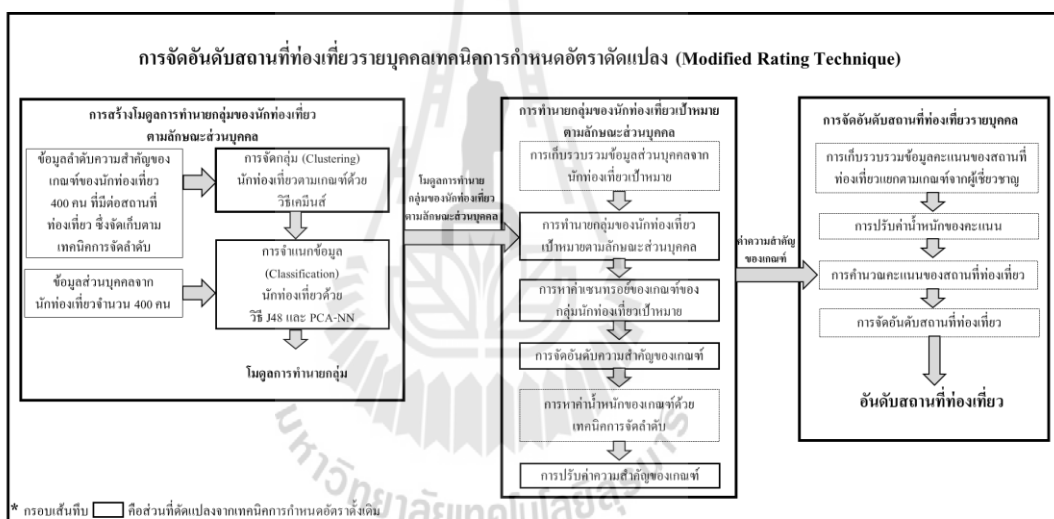 การจัดอันดับสถานที่ท่องเที่ยวรายบุคคลเทคนิคการกำหนดอัตราดัดแปลง (Modified Rating Technique)
การสร้างโมดูลการทำนายกลุ่มของนักท่องเที่ยว
ตามลักษณะส่วนบุคคล
ข้อมูลลำดับความสำคัญของ
เกณฑ์ของนักท่องเที่ยว
400 คน ที่มีต่อสถานที่
ท่องเที่ยว ซึ่งจัดเก็บตาม
เทคนิคการจัดลำดับ
การจัดกลุ่ม (Clustering)
นักท่องเที่ยวตามเกณฑ์ด้วย
วิธีเคมีนส์
ข้อมูลส่วนบุคคลจาก
นักท่องเที่ยวจำนวน 400 คน
การจำแนกข้อมูล
(Classification)
นักท่องเที่ยวด้วย
วิธี J48 และ PCA-NN
โมดูลการทำนายกลุ่ม
โมดูลการทำนาย
กลุ่มของนักท่องเที่ยว
ตามลักษณะส่วนบุคคล
การทำนายกลุ่มของนักท่องเที่ยวเป้าหมาย
ตามลักษณะส่วนบุคคล
การเก็บรวบรวมข้อมูลส่วนบุคคลจาก
นักท่องเที่ยวเป้าหมาย
การทำนายกลุ่มของนักท่องเที่ยว
เป้าหมายตามลักษณะส่วนบุคคล
การหาค่าเซนทรอย์ของเกณฑ์ของ
กลุ่มนักท่องเที่ยวเป้าหมาย
การจัดอันดับความสำคัญของเกณฑ์
การหาค่าน้ำหนักของเกณฑ์ด้วย
เทคนิคการจัดลำดับ
การปรับค่าความสำคัญของเกณฑ์
ค่าความสำคัญ
ของเกณฑ์
การจัดอันดับสถานที่ท่องเที่ยวรายบุคคล
การเก็บรวบรวมข้อมูลคะแนนของสถานที่
ท่องเที่ยวแยกตามเกณฑ์จากผู้เชี่ยวชาญ
การปรับค่าน้ำหนักของคะแนน
การคำนวณคะแนนของสถานที่ท่องเที่ยว
การจัดอันดับสถานที่ท่องเที่ยว
อันดับสถานที่ท่องเที่ยว
* กรอบเส้นทึบ คือส่วนที่ดัดแปลงจากเทคนิคการกำหนดอัตราดั้งเดิม
มหาวิทยาลัยเทคโนโลยีสุรนารี